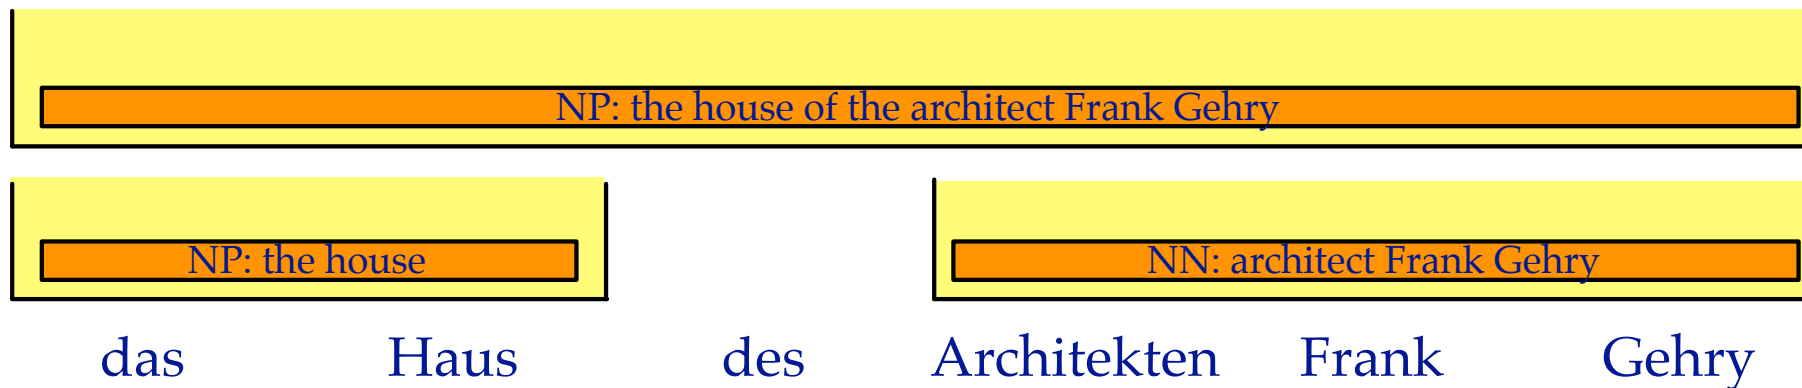 NP: the house of the architect Frank Gehry
NP: the house NN: architect Frank Gehry
das Haus des Architekten Frank Gehry